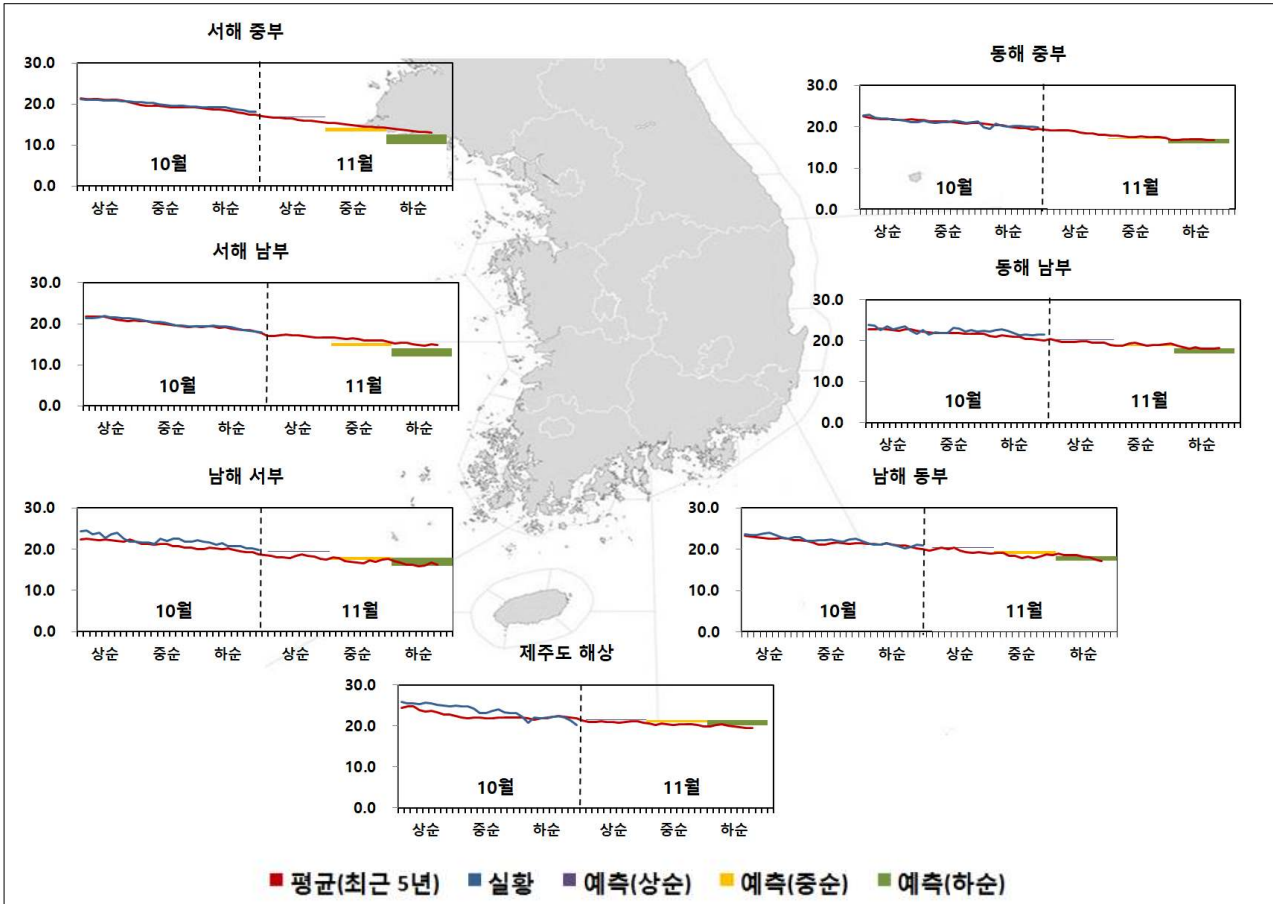 서해 중부
30.0
20.0
10.0
0.0
10월
11월
상순 중순 하순 상순 중순 하순
동해 중부
30.0
20.0
10.0
0.0
10월
11월
상순 중순 하순 상순 중순 하순
서해 남부
30.0
20.0
10.0
0.0
10월
11월
상순 중순 하순 상순 중순 하순
동해 남부
30.0
20.0
10.0
0.0
10월
11월
상순 중순 하순 상순 중순 하순
남해 서부
30.0
20.0
10.0
0.0
10월
11월
상순 중순 하순 상순 중순 하순
남해 동부
30.0
20.0
10.0
0.0
10월
11월
상순 중순 하순 상순 중순 하순
제주도 해상
30.0
20.0
10.0
0.0
10월
11월
상순 중순 하순 상순 중순 하순
평균(최근 5년) 실황 예측(상순) 예측(중순) 예측(하순)